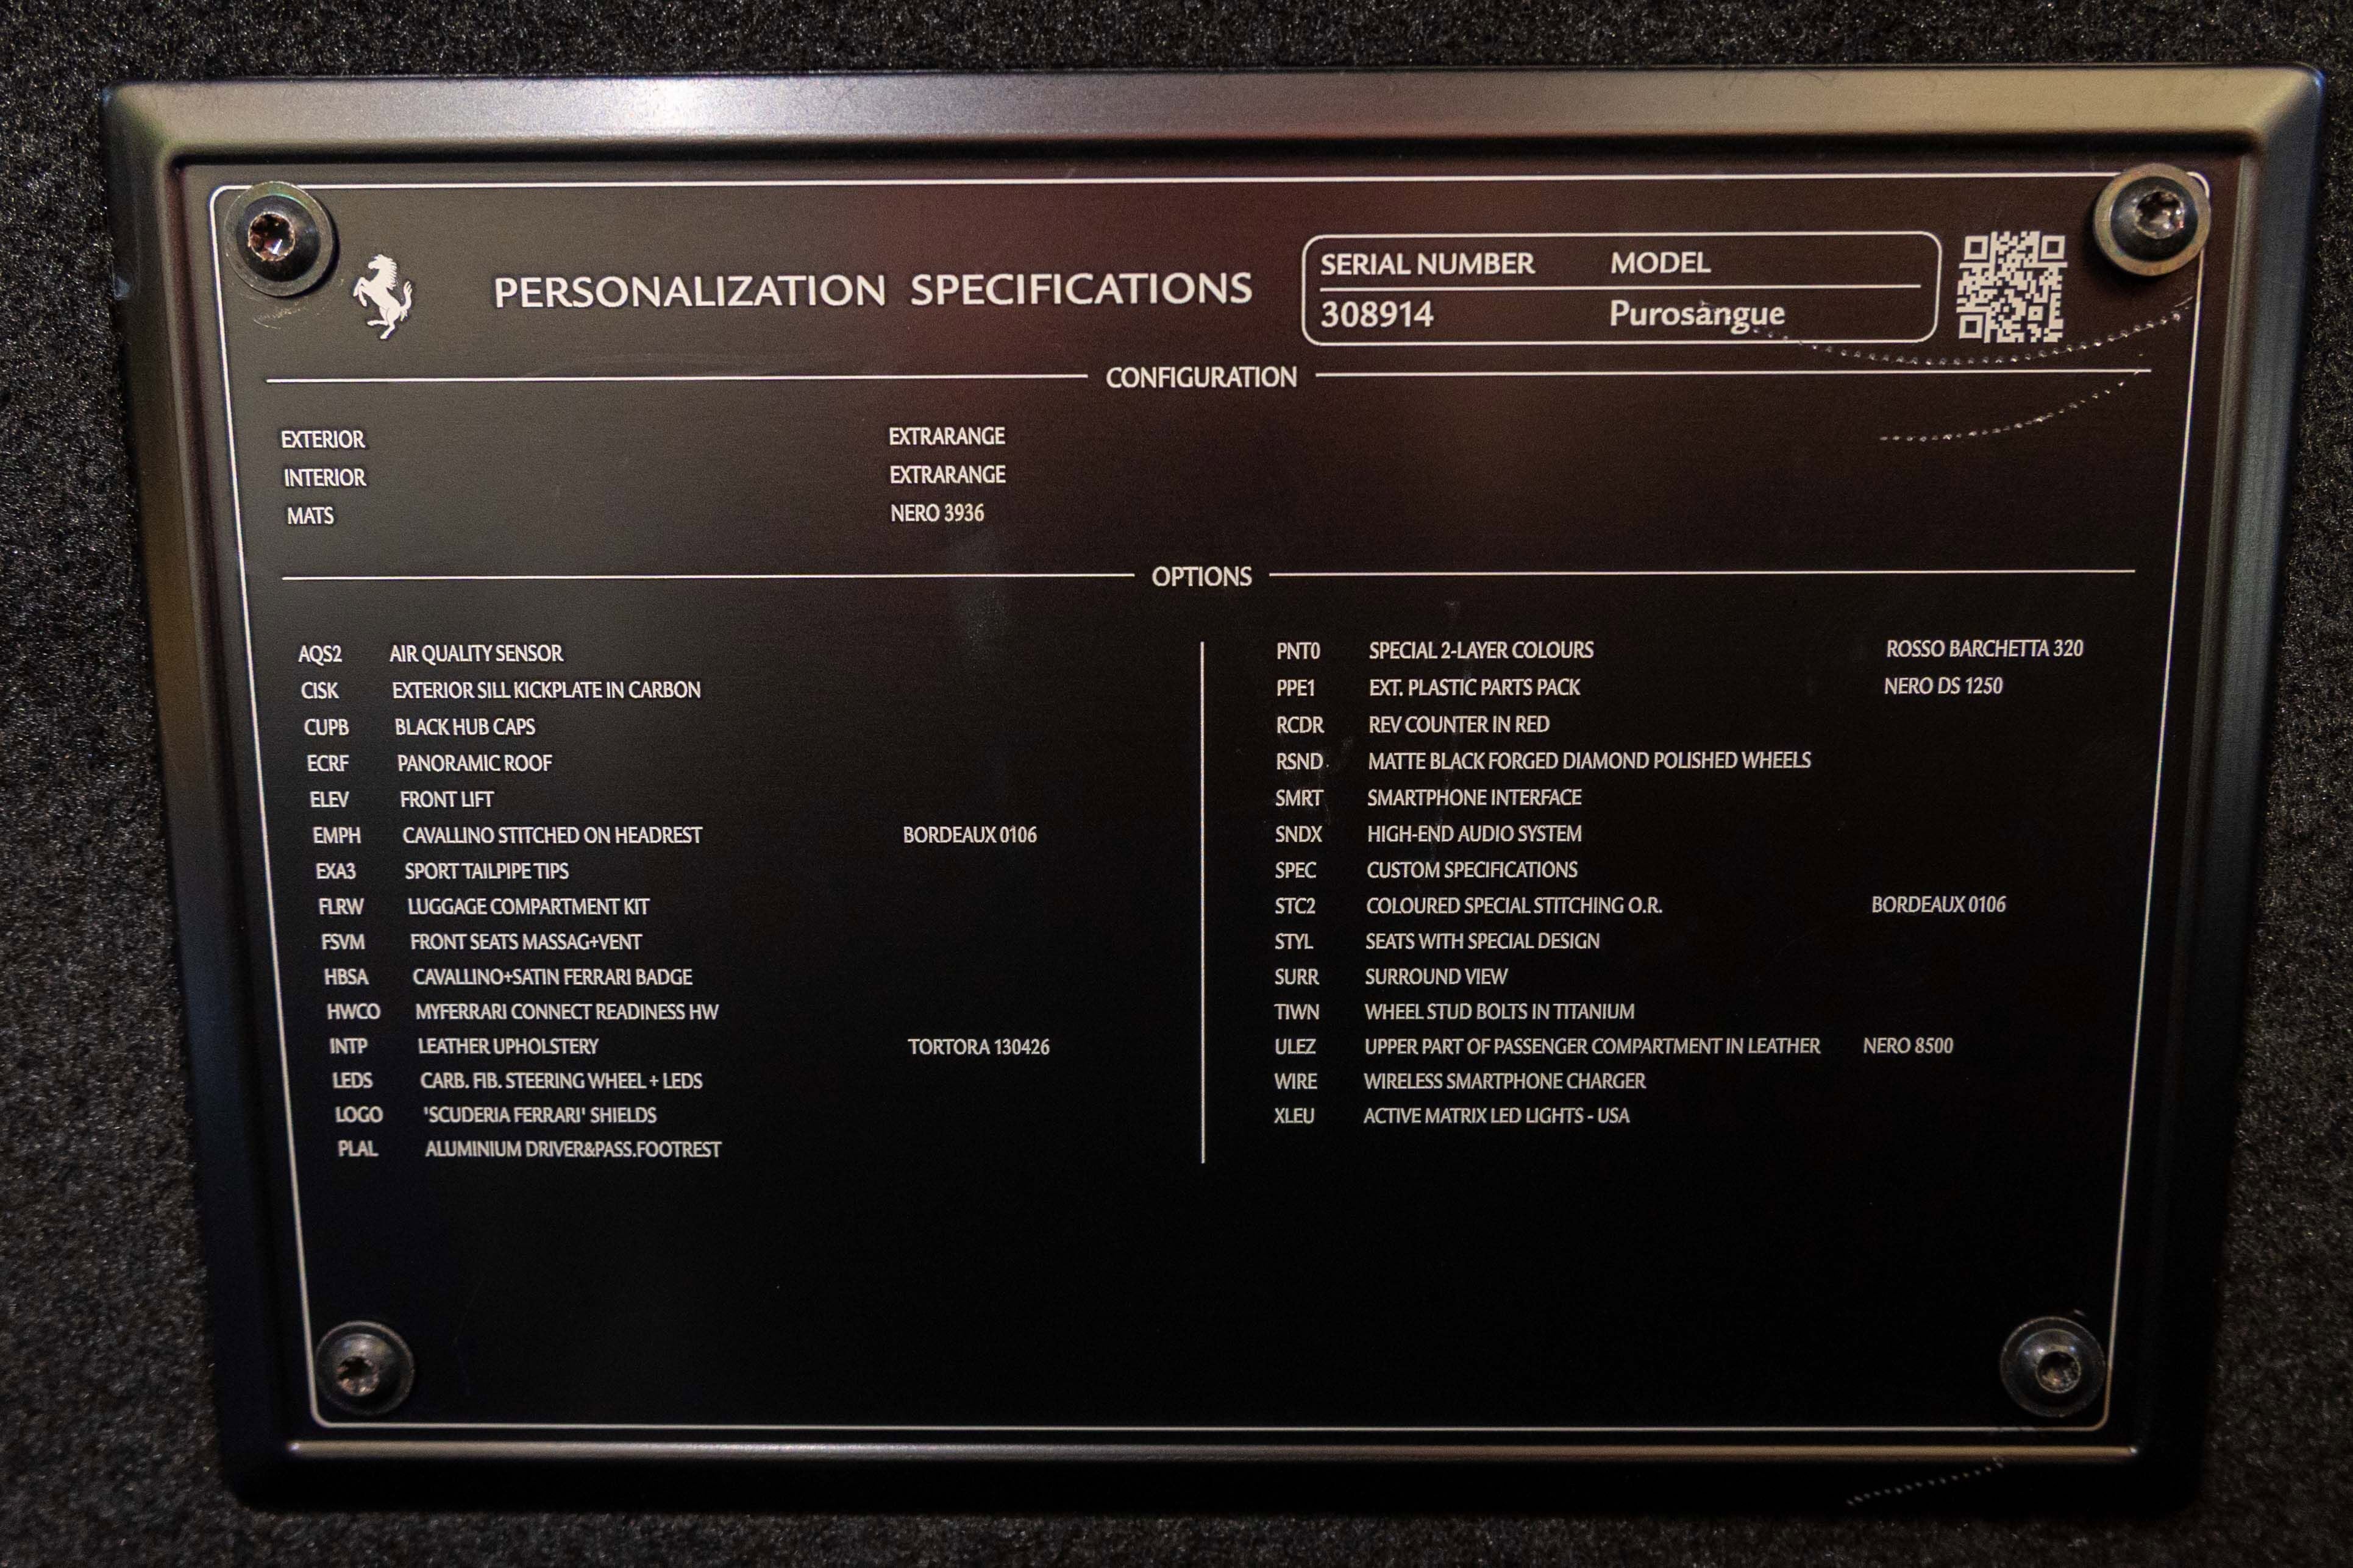 PERSONALIZATION SPECIFICATIONS
SERIAL NUMBER MODEL
308914 Purosangue
CONFIGURATION
EXTERIOR EXTRARANGE
INTERIOR EXTRARANGE
MATS NERO 3936
OPTIONS
AQS2 AIR QUALITY SENSOR
CISK EXTERIOR SILL KICKPLATE IN CARBON
CUPB BLACK HUB CAPS
ECRF PANORAMIC ROOF
ELEV FRONT LIFT
EMPH CAVALLINO STITCHED ON HEADREST BORDEAUX 0106
EXA3 SPORT TAILPIPE TIPS
FLRW LUGGAGE COMPARTMENT KIT
FSVM FRONT SEATS MASSAG+VENT
HBSA CAVALLINO+SATIN FERRARI BADGE
HWCO MYFERRARI CONNECT READINESS HW
INTP LEATHER UPHOLSTERY TORTORA 130426
LEDS CARB. FIB. STEERING WHEEL + LEDS
LOGO 'SCUDERIA FERRARI' SHIELDS
PLAL ALUMINIUM DRIVER&PASS.FOOTREST
PNT0 SPECIAL 2-LAYER COLOURS ROSSO BARCHETTA 320
PPE1 EXT. PLASTIC PARTS PACK NERO DS 1250
RCDR REV COUNTER IN RED
RSND MATTE BLACK FORGED DIAMOND POLISHED WHEELS
SMRT SMARTPHONE INTERFACE
SNDX HIGH-END AUDIO SYSTEM
SPEC CUSTOM SPECIFICATIONS
STC2 COLOURED SPECIAL STITCHING O.R. BORDEAUX 0106
STYL SEATS WITH SPECIAL DESIGN
SURR SURROUND VIEW
TIWN WHEEL STUD BOLTS IN TITANIUM
ULEZ UPPER PART OF PASSENGER COMPARTMENT IN LEATHER NERO 8500
WIRE WIRELESS SMARTPHONE CHARGER
XLEU ACTIVE MATRIX LED LIGHTS - USA